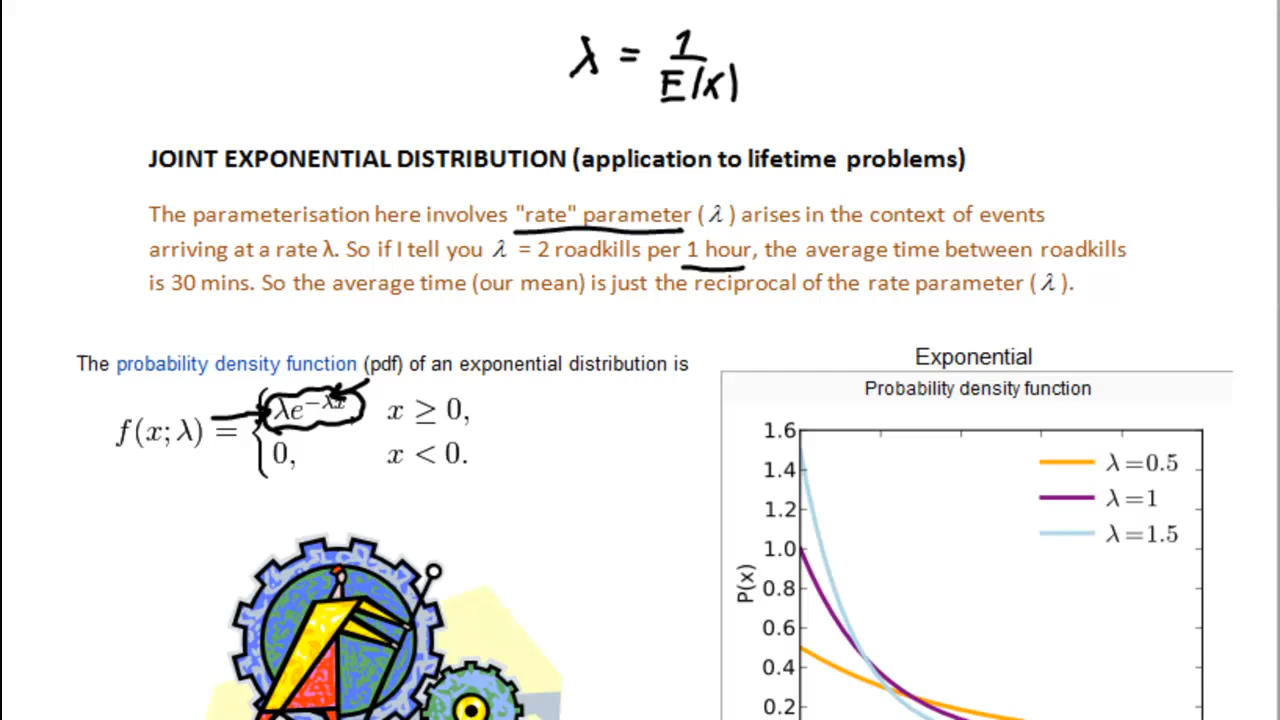 λ = 1/E(x)
JOINT EXPONENTIAL DISTRIBUTION (application to lifetime problems)
The parameterisation here involves "rate" parameter ( λ ) arises in the context of events
arriving at a rate λ. So if I tell you λ = 2 roadkills per 1 hour, the average time between roadkills
is 30 mins. So the average time (our mean) is just the reciprocal of the rate parameter ( λ ).
The probability density function (pdf) of an exponential distribution is
f(x; λ) = { λe^{−λx} x ≥ 0,
0, x < 0.
Exponential
Probability density function
1.6
1.4
1.2
1.0
0.8
0.6
0.4
0.2
P(x)
λ=0.5
λ=1
λ=1.5